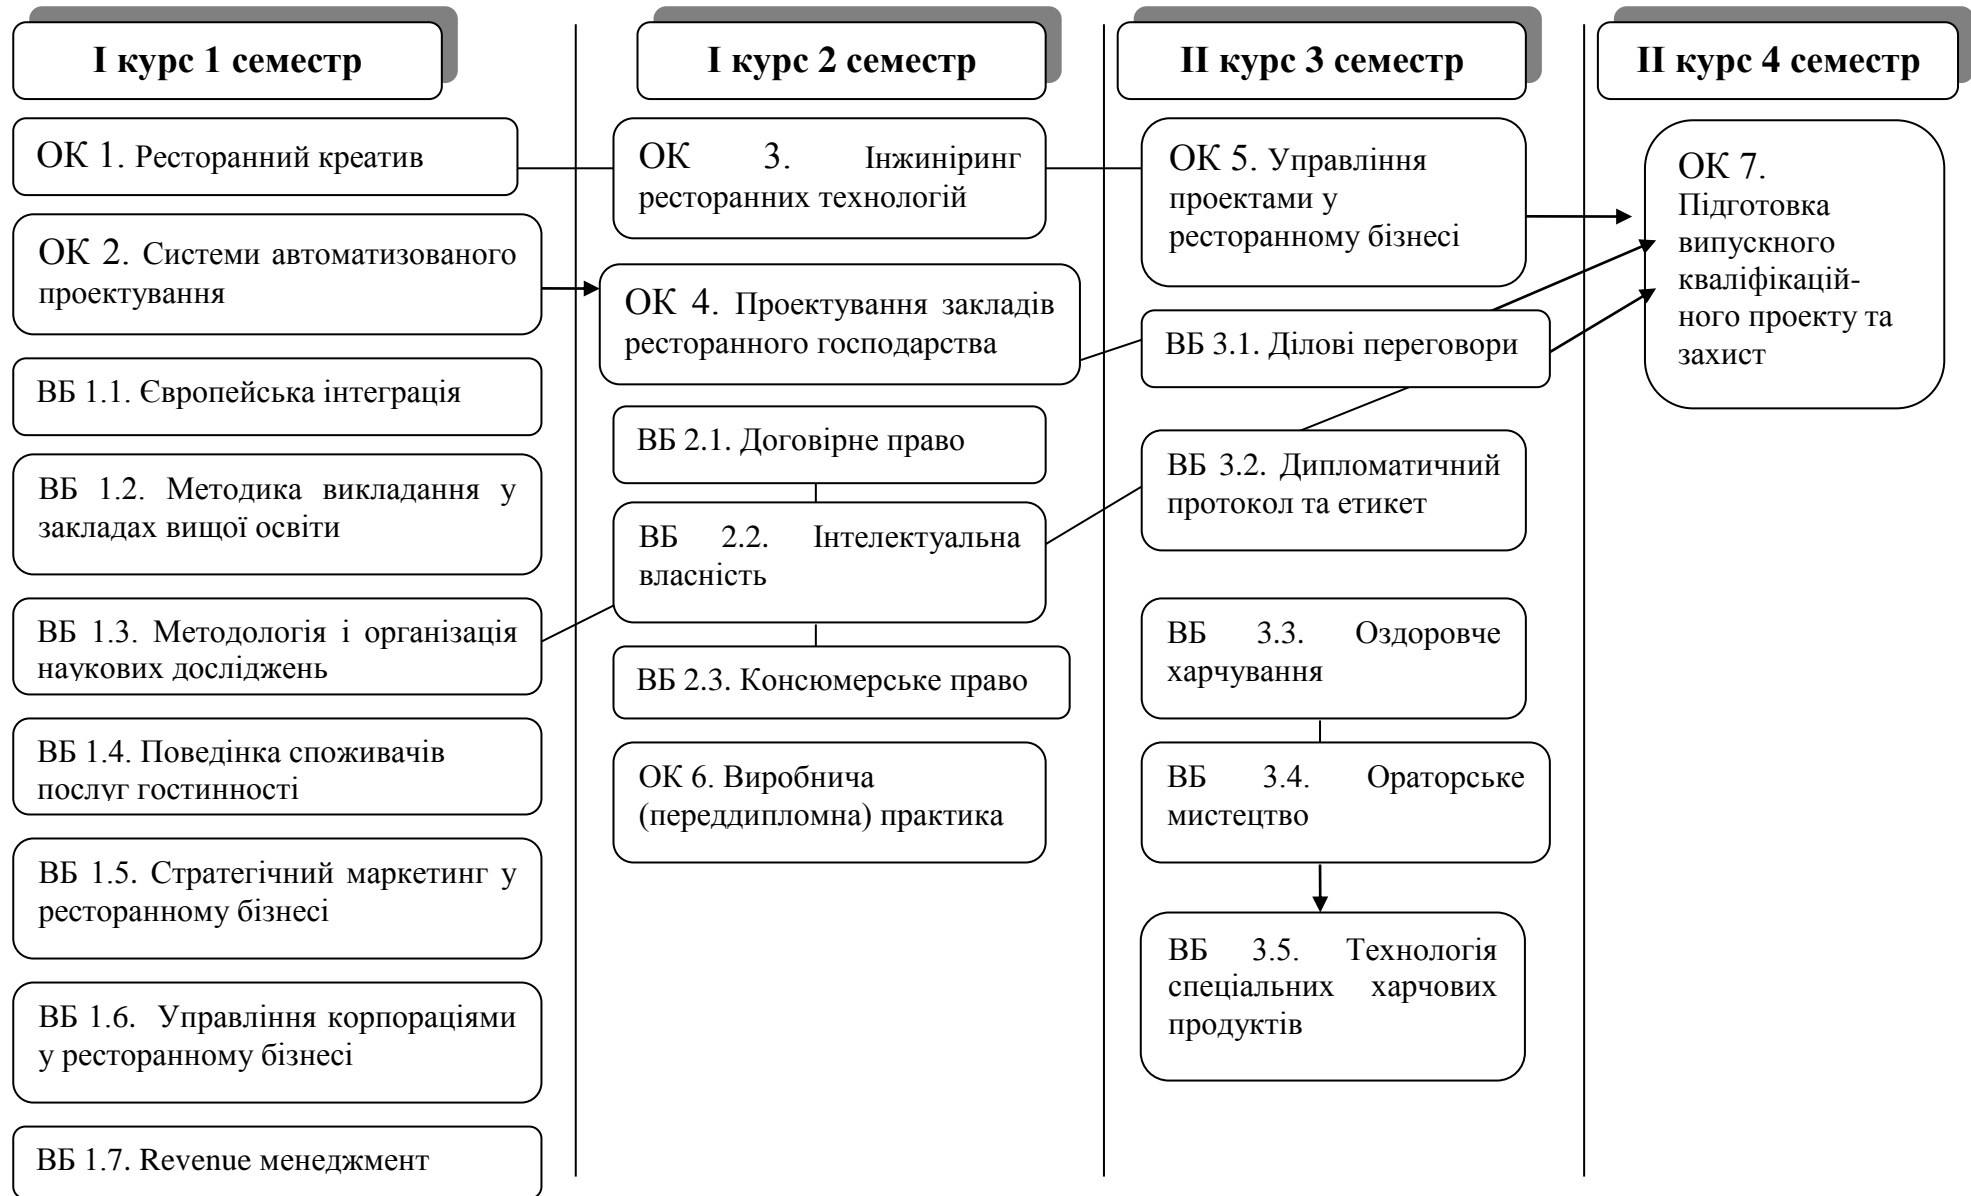 І курс 1 семестр
ОК 1. Ресторанний креатив
ОК 2. Системи автоматизованого
проектування
ВБ 1.1. Європейська інтеграція
ВБ 1.2. Методика викладання у
закладах вищої освіти
ВБ 1.3. Методологія і організація
наукових досліджень
ВБ 1.4. Поведінка споживачів
послуг гостинності
ВБ 1.5. Стратегічний маркетинг у
ресторанному бізнесі
ВБ 1.6. Управління корпораціями
у ресторанному бізнесі
ВБ 1.7. Revenue менеджмент
І курс 2 семестр
ОК 3. Інжиніринг
ресторанних технологій
ОК 4. Проектування закладів
ресторанного господарства
ВБ 2.1. Договірне право
ВБ 2.2. Інтелектуальна
власність
ВБ 2.3. Консюмерське право
ОК 6. Виробнича
(переддипломна) практика
ІІ курс 3 семестр
ОК 5. Управління
проектами у
ресторанному бізнесі
ВБ 3.1. Ділові переговори
ВБ 3.2. Дипломатичний
протокол та етикет
ВБ 3.3. Оздоровче
харчування
ВБ 3.4. Ораторське
мистецтво
ВБ 3.5. Технологія
спеціальних харчових
продуктів
ІІ курс 4 семестр
ОК 7.
Підготовка
випускного
кваліфікацій-
ного проекту та
захист